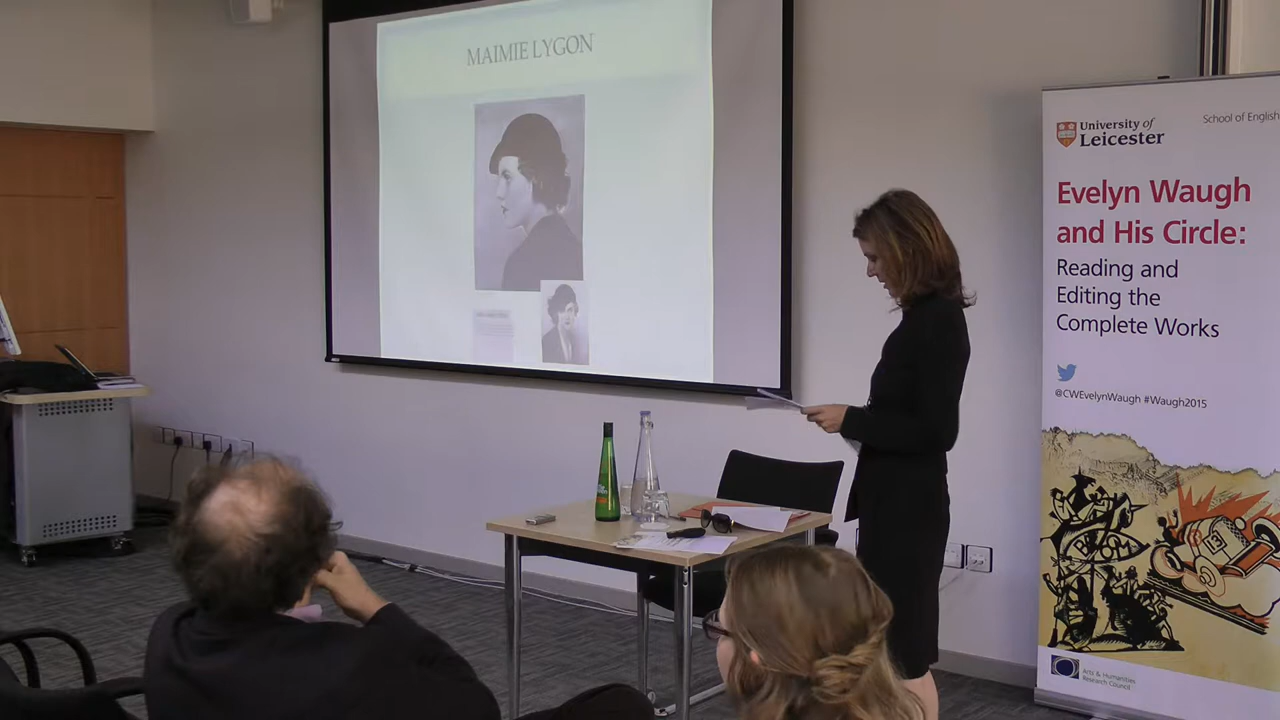 MAIMIE LYGON
University of
Leicester
School of English
Evelyn Waugh
and His Circle:
Reading and
Editing the
Complete Works
@CWEvelynWaugh #Waugh2015
BOOM
Arts & Humanities
Research Council